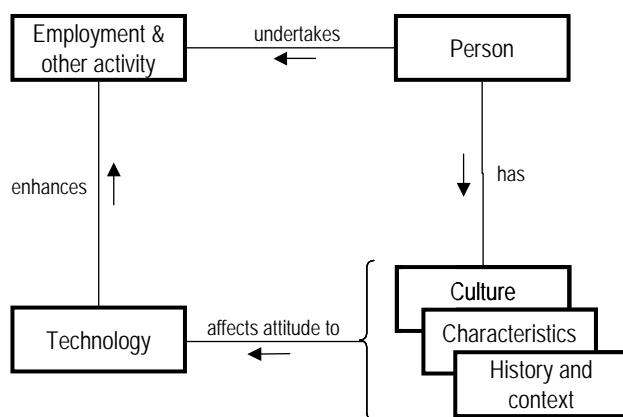 Employment &
other activity
undertakes
Person
enhances
has
Technology
affects attitude to
Culture
Characteristics
History and
context